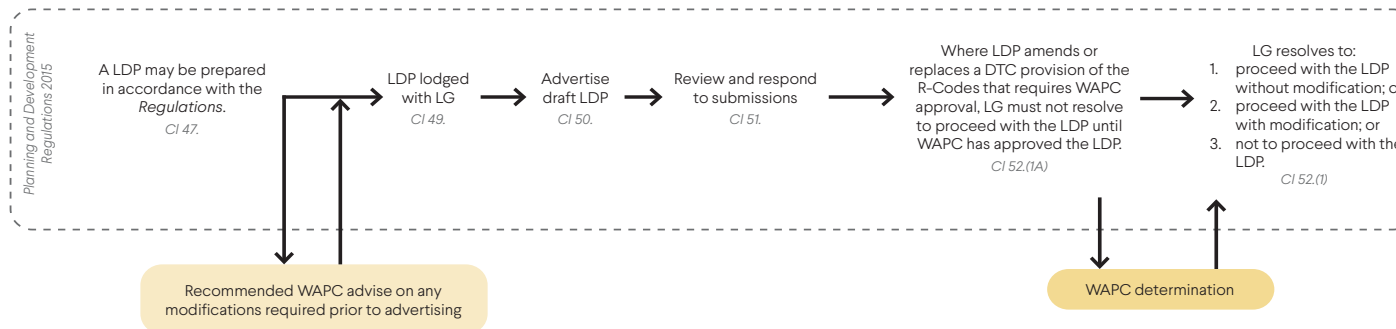 Planning and Development
Regulations 2015
A LDP may be prepared
in accordance with the
Regulations.
Cl 47.
LDP lodged
with LG
Cl 49.
Advertise
draft LDP
Cl 50.
Review and respond
to submissions
Cl 51.
Where LDP amends or
replaces a DTC provision of the
R-Codes that requires WAPC
approval, LG must not resolve
to proceed with the LDP until
WAPC has approved the LDP.
Cl 52.(1A)
LG resolves to:
1. proceed with the LDP
without modification;
2. proceed with the LDP
with modification; or
3. not to proceed with the
LDP.
Cl 52.(1)
Recommended WAPC advise on any
modifications required prior to advertising
WAPC determination